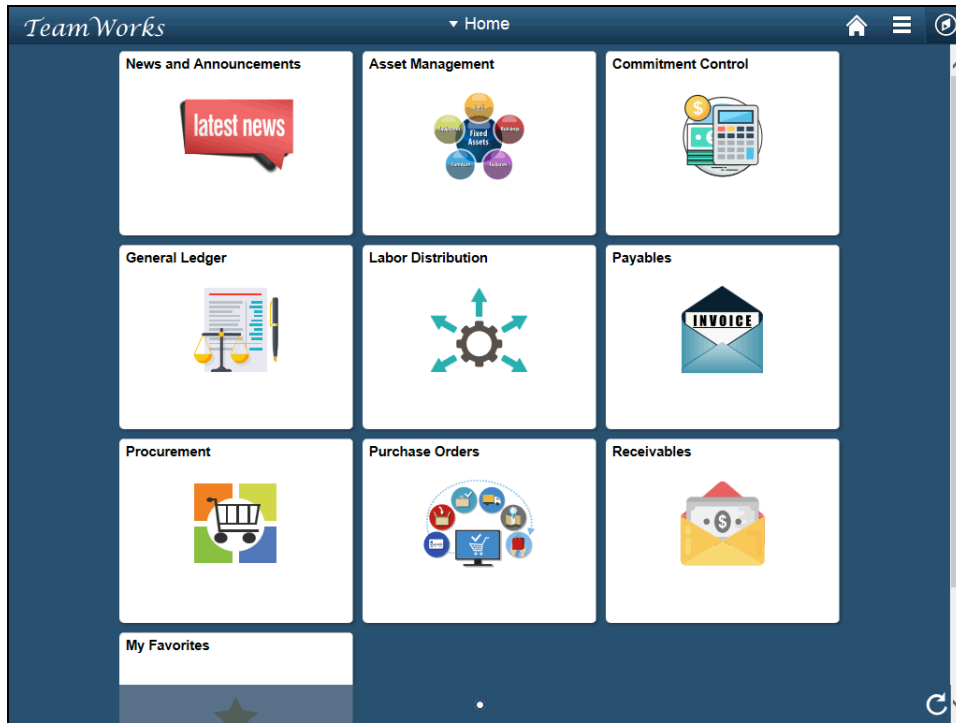 TeamWorks
Home
News and Announcements
Asset Management
Commitment Control
latest news
Fixed
Assets
General Ledger
Labor Distribution
Payables
INVOICE
Procurement
Purchase Orders
Receivables
My Favorites